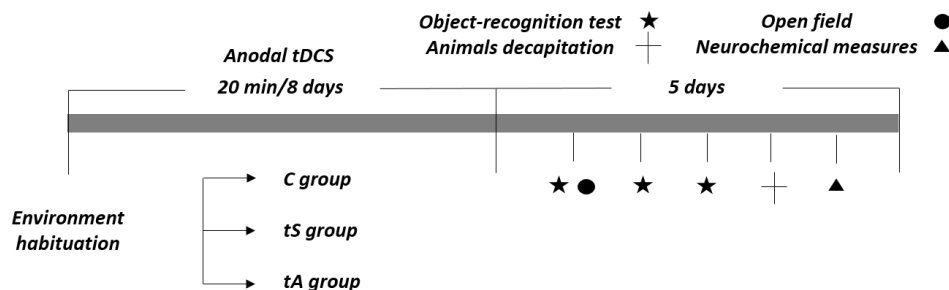 Object-recognition test
Open field
Animals decapitation
Neurochemical measures
Anodal tDCS
20 min/8 days
5 days
C group
tS group
tA group
Environment
habituation